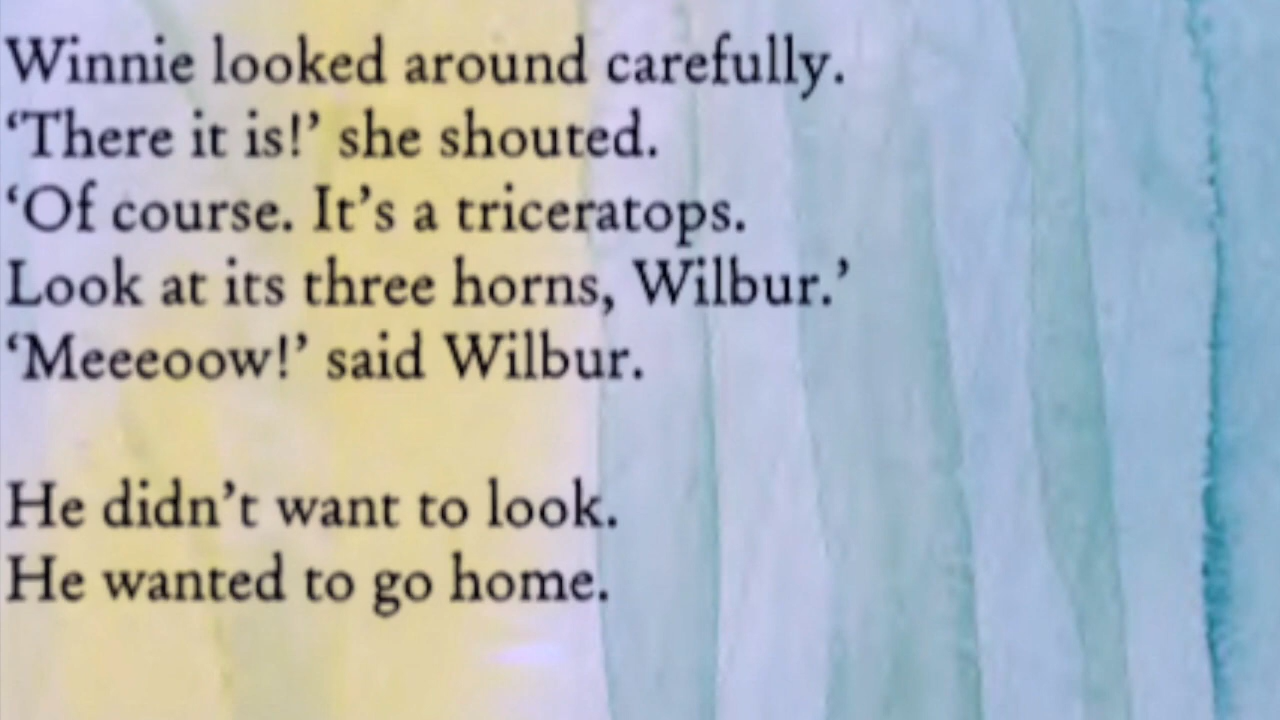 Winnie looked around carefully.
‘There it is!’ she shouted.
‘Of course. It’s a triceratops.
Look at its three horns, Wilbur.’
‘Meeeoow!’ said Wilbur.
He didn’t want to look.
He wanted to go home.